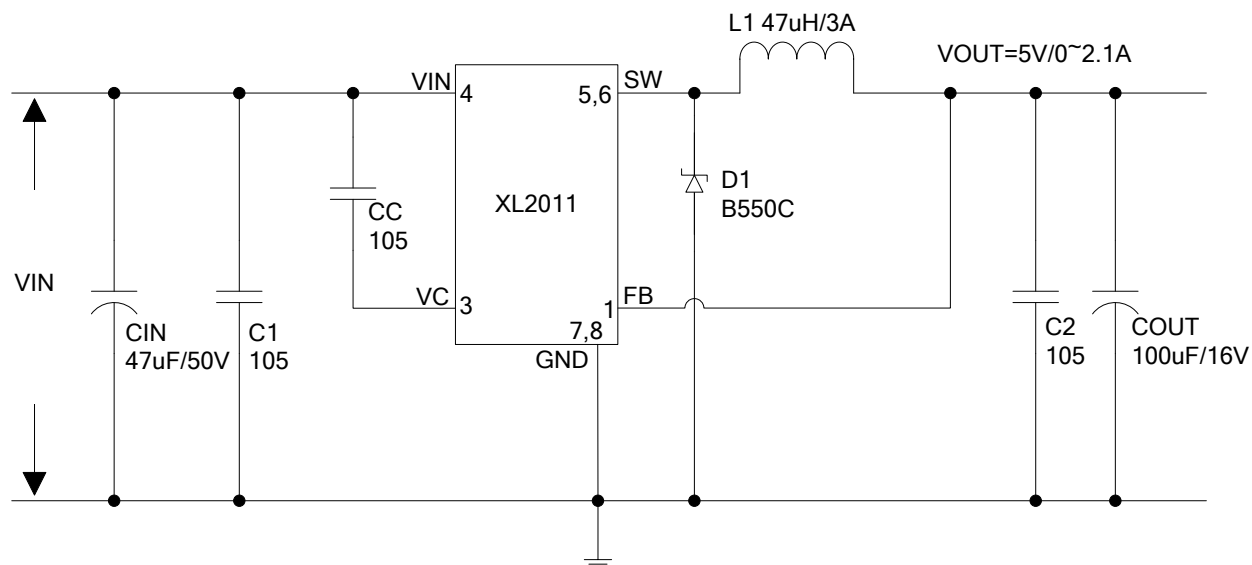 L1 47uH/3A
VOUT=5V/0~2.1A
VIN 4
5,6 SW
XL2011
D1
B550C
CC
105
VIN
VC 3
1 FB
7,8
GND
CIN
47uF/50V
C1
105
C2
105
COUT
100uF/16V